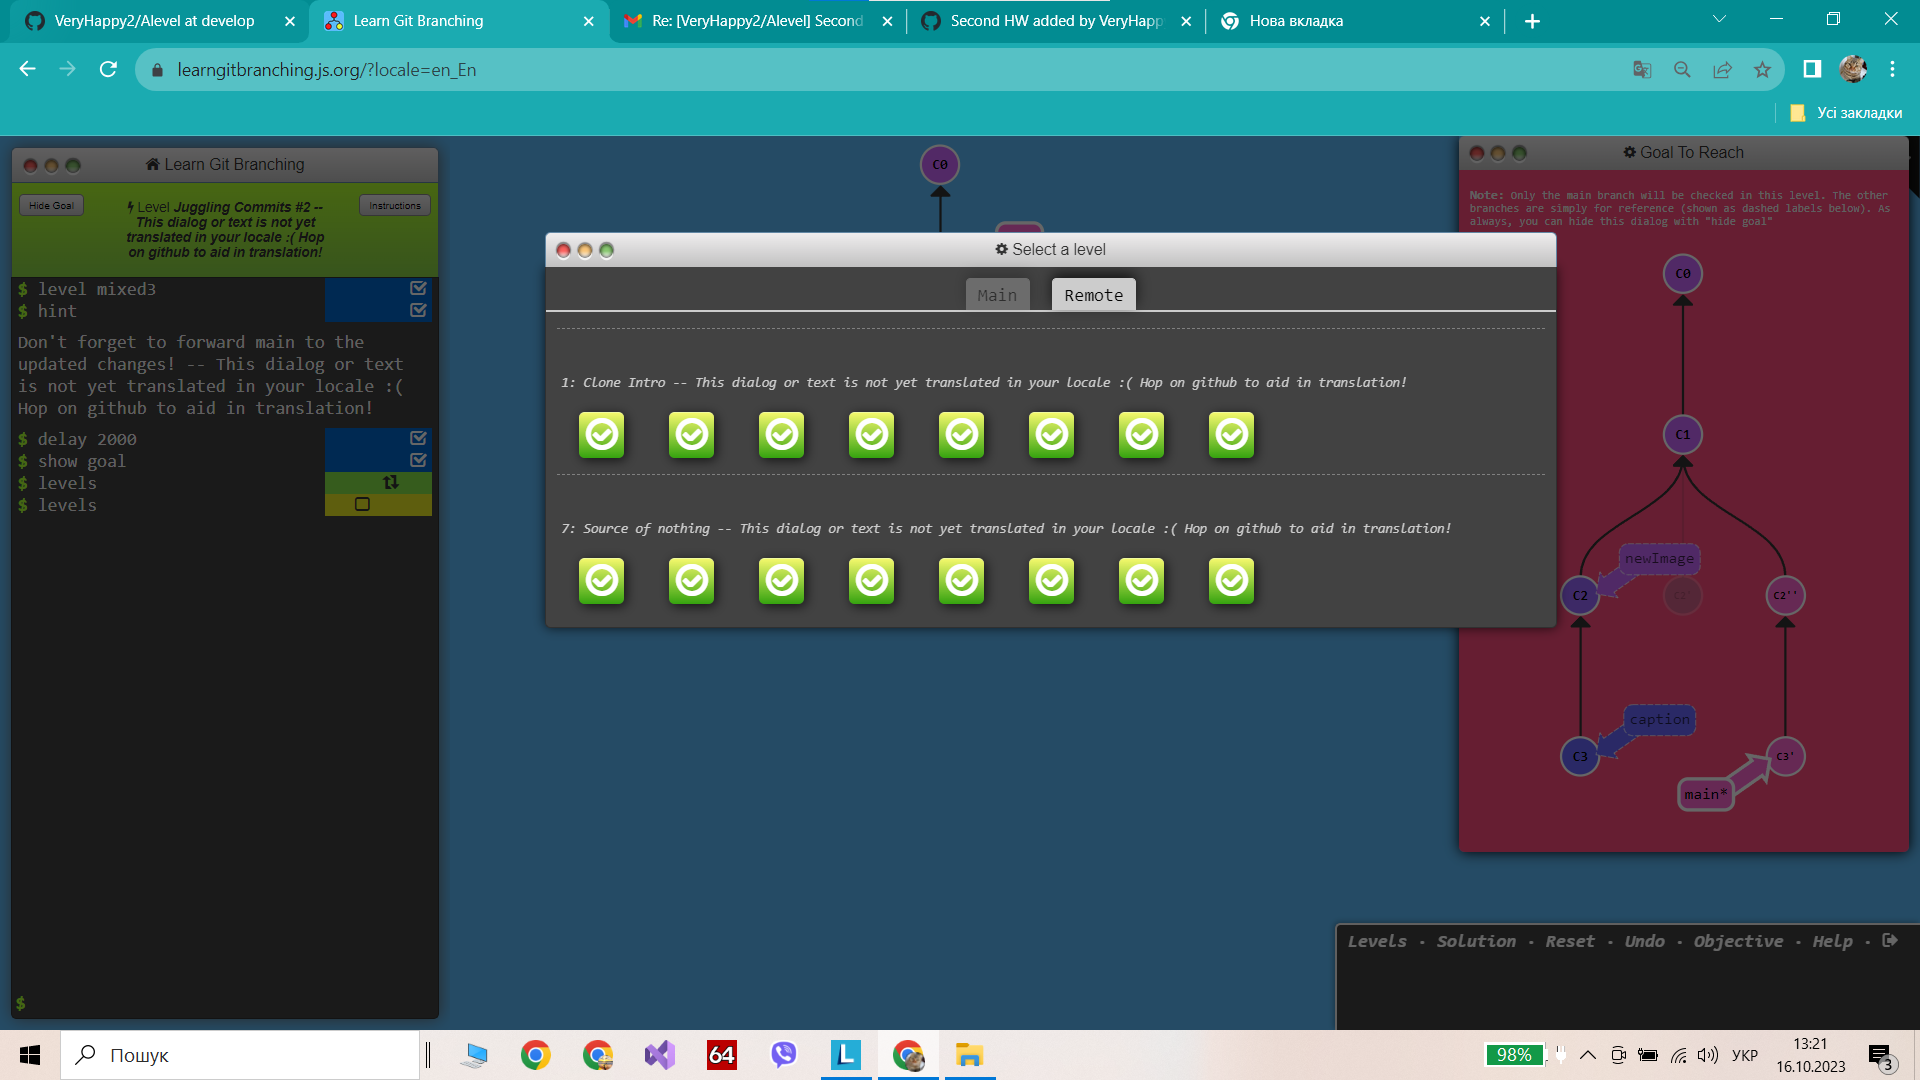 VeryHappy2/Alevel at develop
Learn Git Branching
Re: [VeryHappy2/Alevel] Second
Second HW added by VeryHapp
Нова вкладка
learngitbranching.js.org/?locale=en_En
Усі закладки
Learn Git Branching
Hide Goal
Level Juggling Commits #2 --
This dialog or text is not yet
translated in your locale :( Hop
on github to aid in translation!
Instructions
$ level mixed3
$ hint
Don't forget to forward main to the
updated changes! -- This dialog or text
is not yet translated in your locale :(
Hop on github to aid in translation!
$ delay 2000
$ show goal
$ levels
$ levels
$
C0
Select a level
Main
Remote
1: Clone Intro -- This dialog or text is not yet translated in your locale :( Hop on github to aid in translation!
7: Source of nothing -- This dialog or text is not yet translated in your locale :( Hop on github to aid in translation!
Goal To Reach
Note: Only the main branch will be checked in this level. The other
branches are simply for reference (shown as dashed labels below). As
always, you can hide this dialog with "hide goal"
C0
C1
newImage
C2
C2'
C2''
caption
C3
C3'
main*
Levels · Solution · Reset · Undo · Objective · Help ·
Пошук
64
L
98%
УКР
13:21
16.10.2023
3